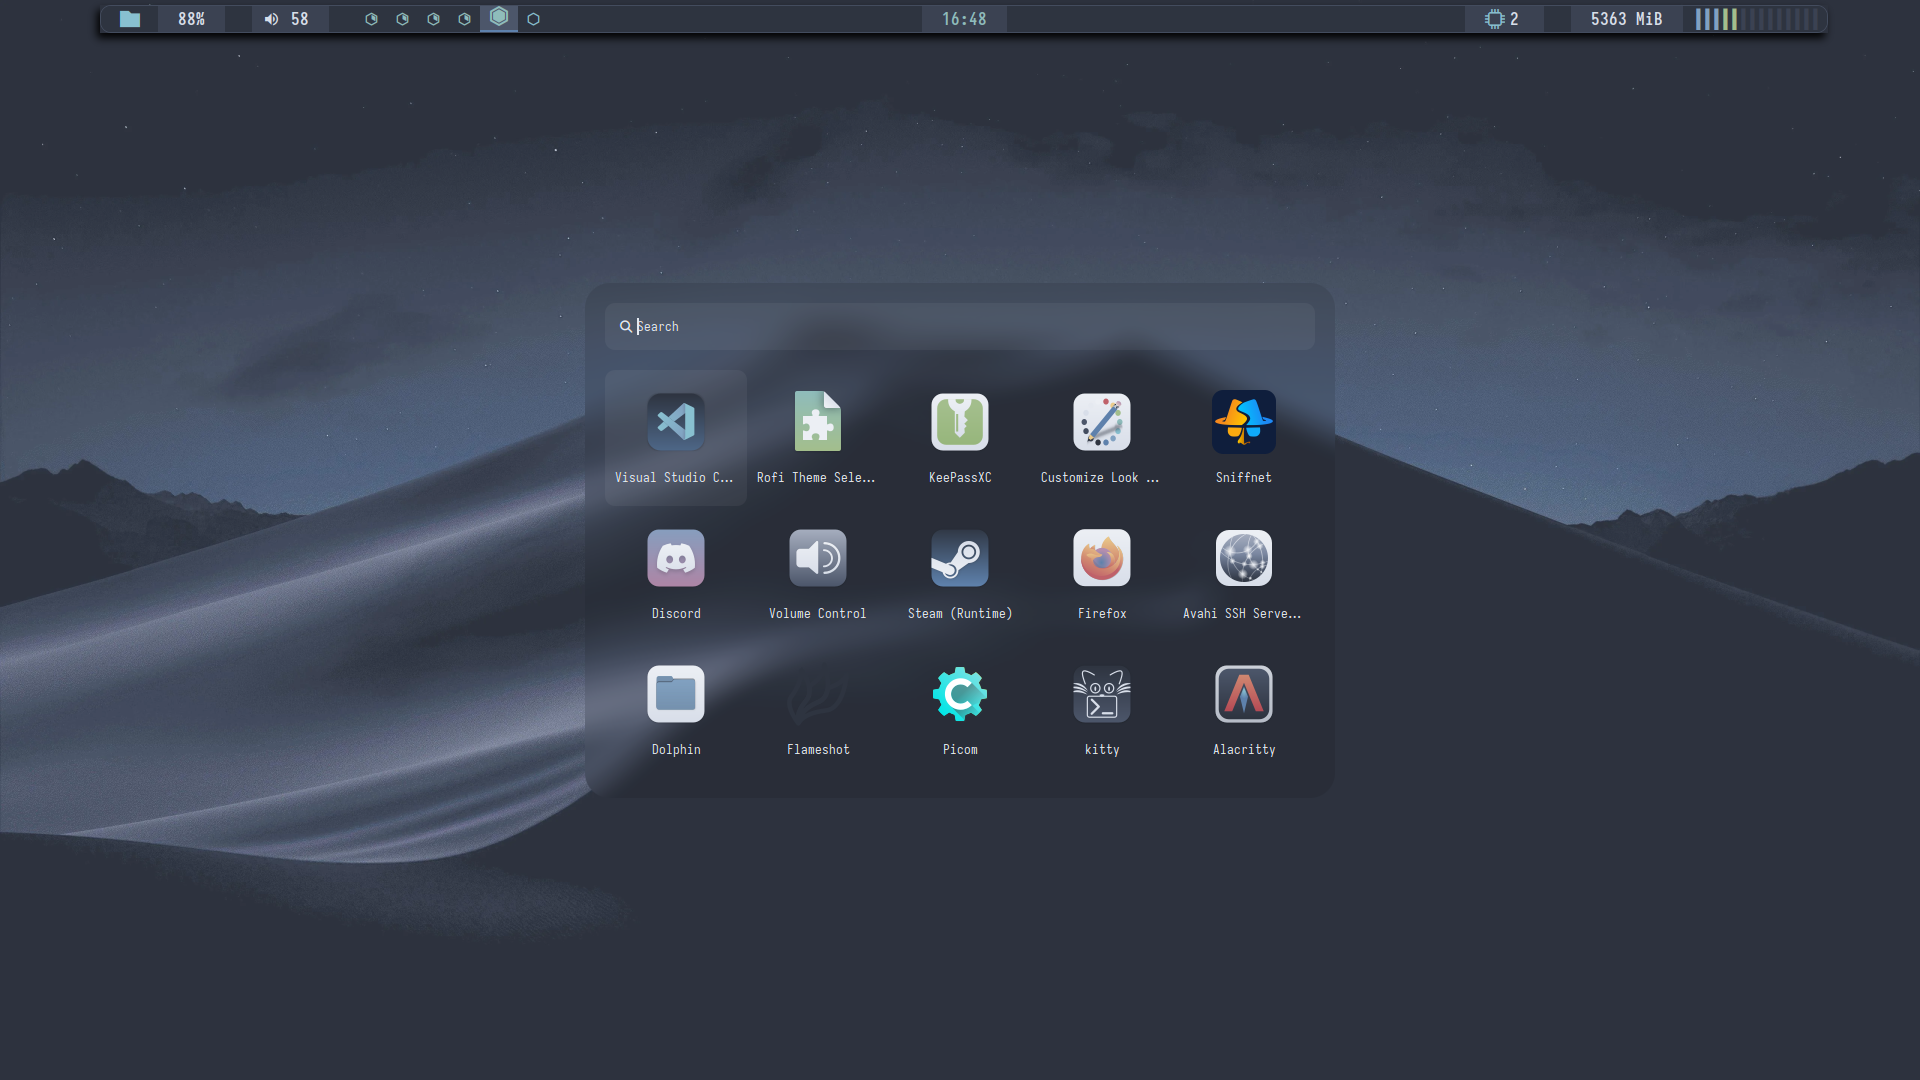 88% 58 16:48 2 5363 MiB
Search
Visual Studio C... Rofi Theme Sele... KeePassXC Customize Look ... Sniffnet
Discord Volume Control Steam (Runtime) Firefox Avahi SSH Serve...
Dolphin Flameshot Picom kitty Alacritty